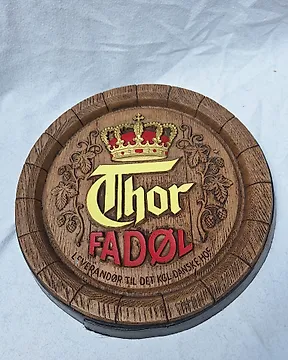 Thor
FADØL
LEVERANDØR TIL DET KGL·DANSKE·HOF